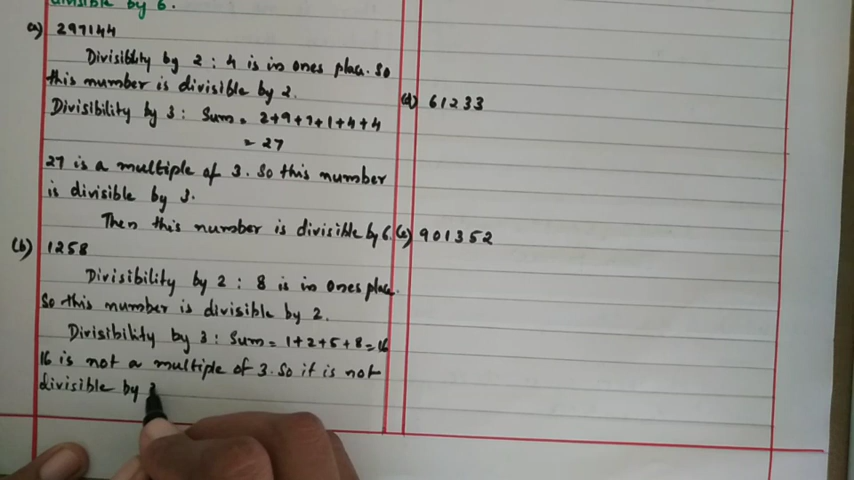 divisible by 6.
a) 297144
Divisibility by 2 : 4 is in ones place. So
this number is divisible by 2.
Divisibility by 3 : Sum = 2+9+7+1+4+4
= 27
27 is a multiple of 3. So this number
is divisible by 3.
Then this number is divisible by 6.
(b) 1258
Divisibility by 2 : 8 is in ones place.
So this number is divisible by 2.
Divisibility by 3 : Sum = 1+2+5+8=16
16 is not a multiple of 3. So it is not
divisible by 3
(d) 61233
(e) 901352